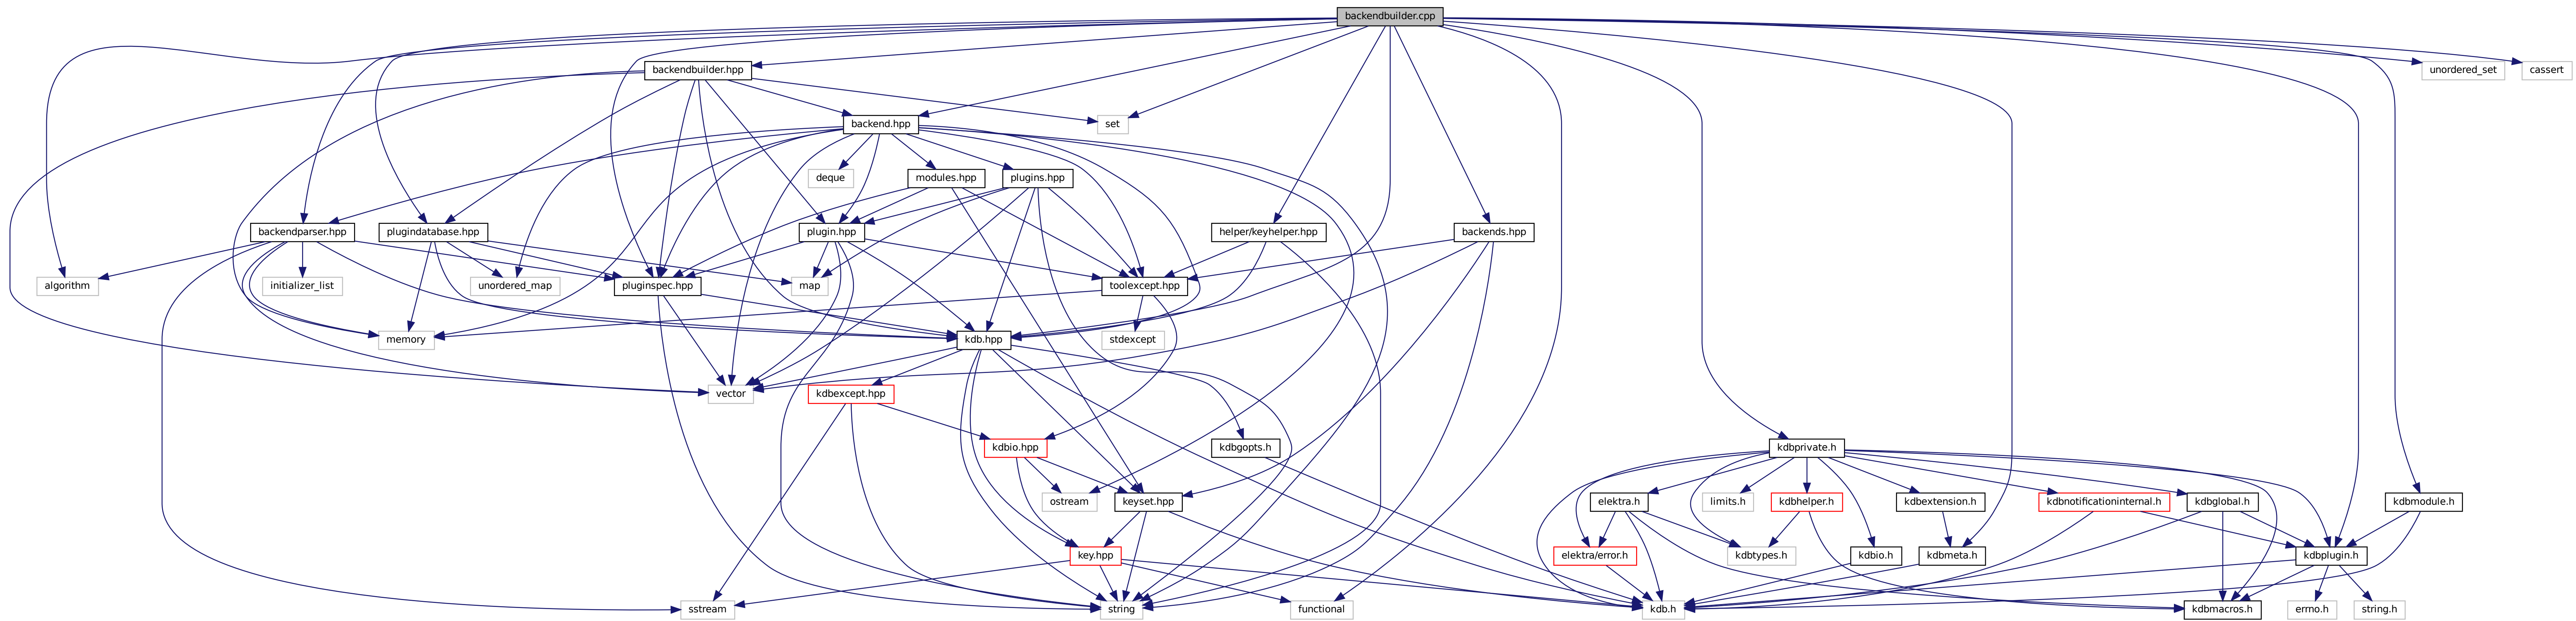 backendbuilder.cpp
backendbuilder.hpp
unordered_set
cassert
backend.hpp
set
deque
modules.hpp
plugins.hpp
backendparser.hpp
plugindatabase.hpp
plugin.hpp
helper/keyhelper.hpp
backends.hpp
algorithm
initializer_list
unordered_map
pluginspec.hpp
map
toolexcept.hpp
memory
kdb.hpp
stdexcept
vector
kdbexcept.hpp
kdbio.hpp
kdbgopts.h
kdbprivate.h
ostream
keyset.hpp
elektra.h
limits.h
kdbhelper.h
kdbextension.h
kdbnotificationinternal.h
kdbglobal.h
kdbmodule.h
key.hpp
elektra/error.h
kdbtypes.h
kdbio.h
kdbmeta.h
kdbplugin.h
sstream
string
functional
kdb.h
kdbmacros.h
errno.h
string.h